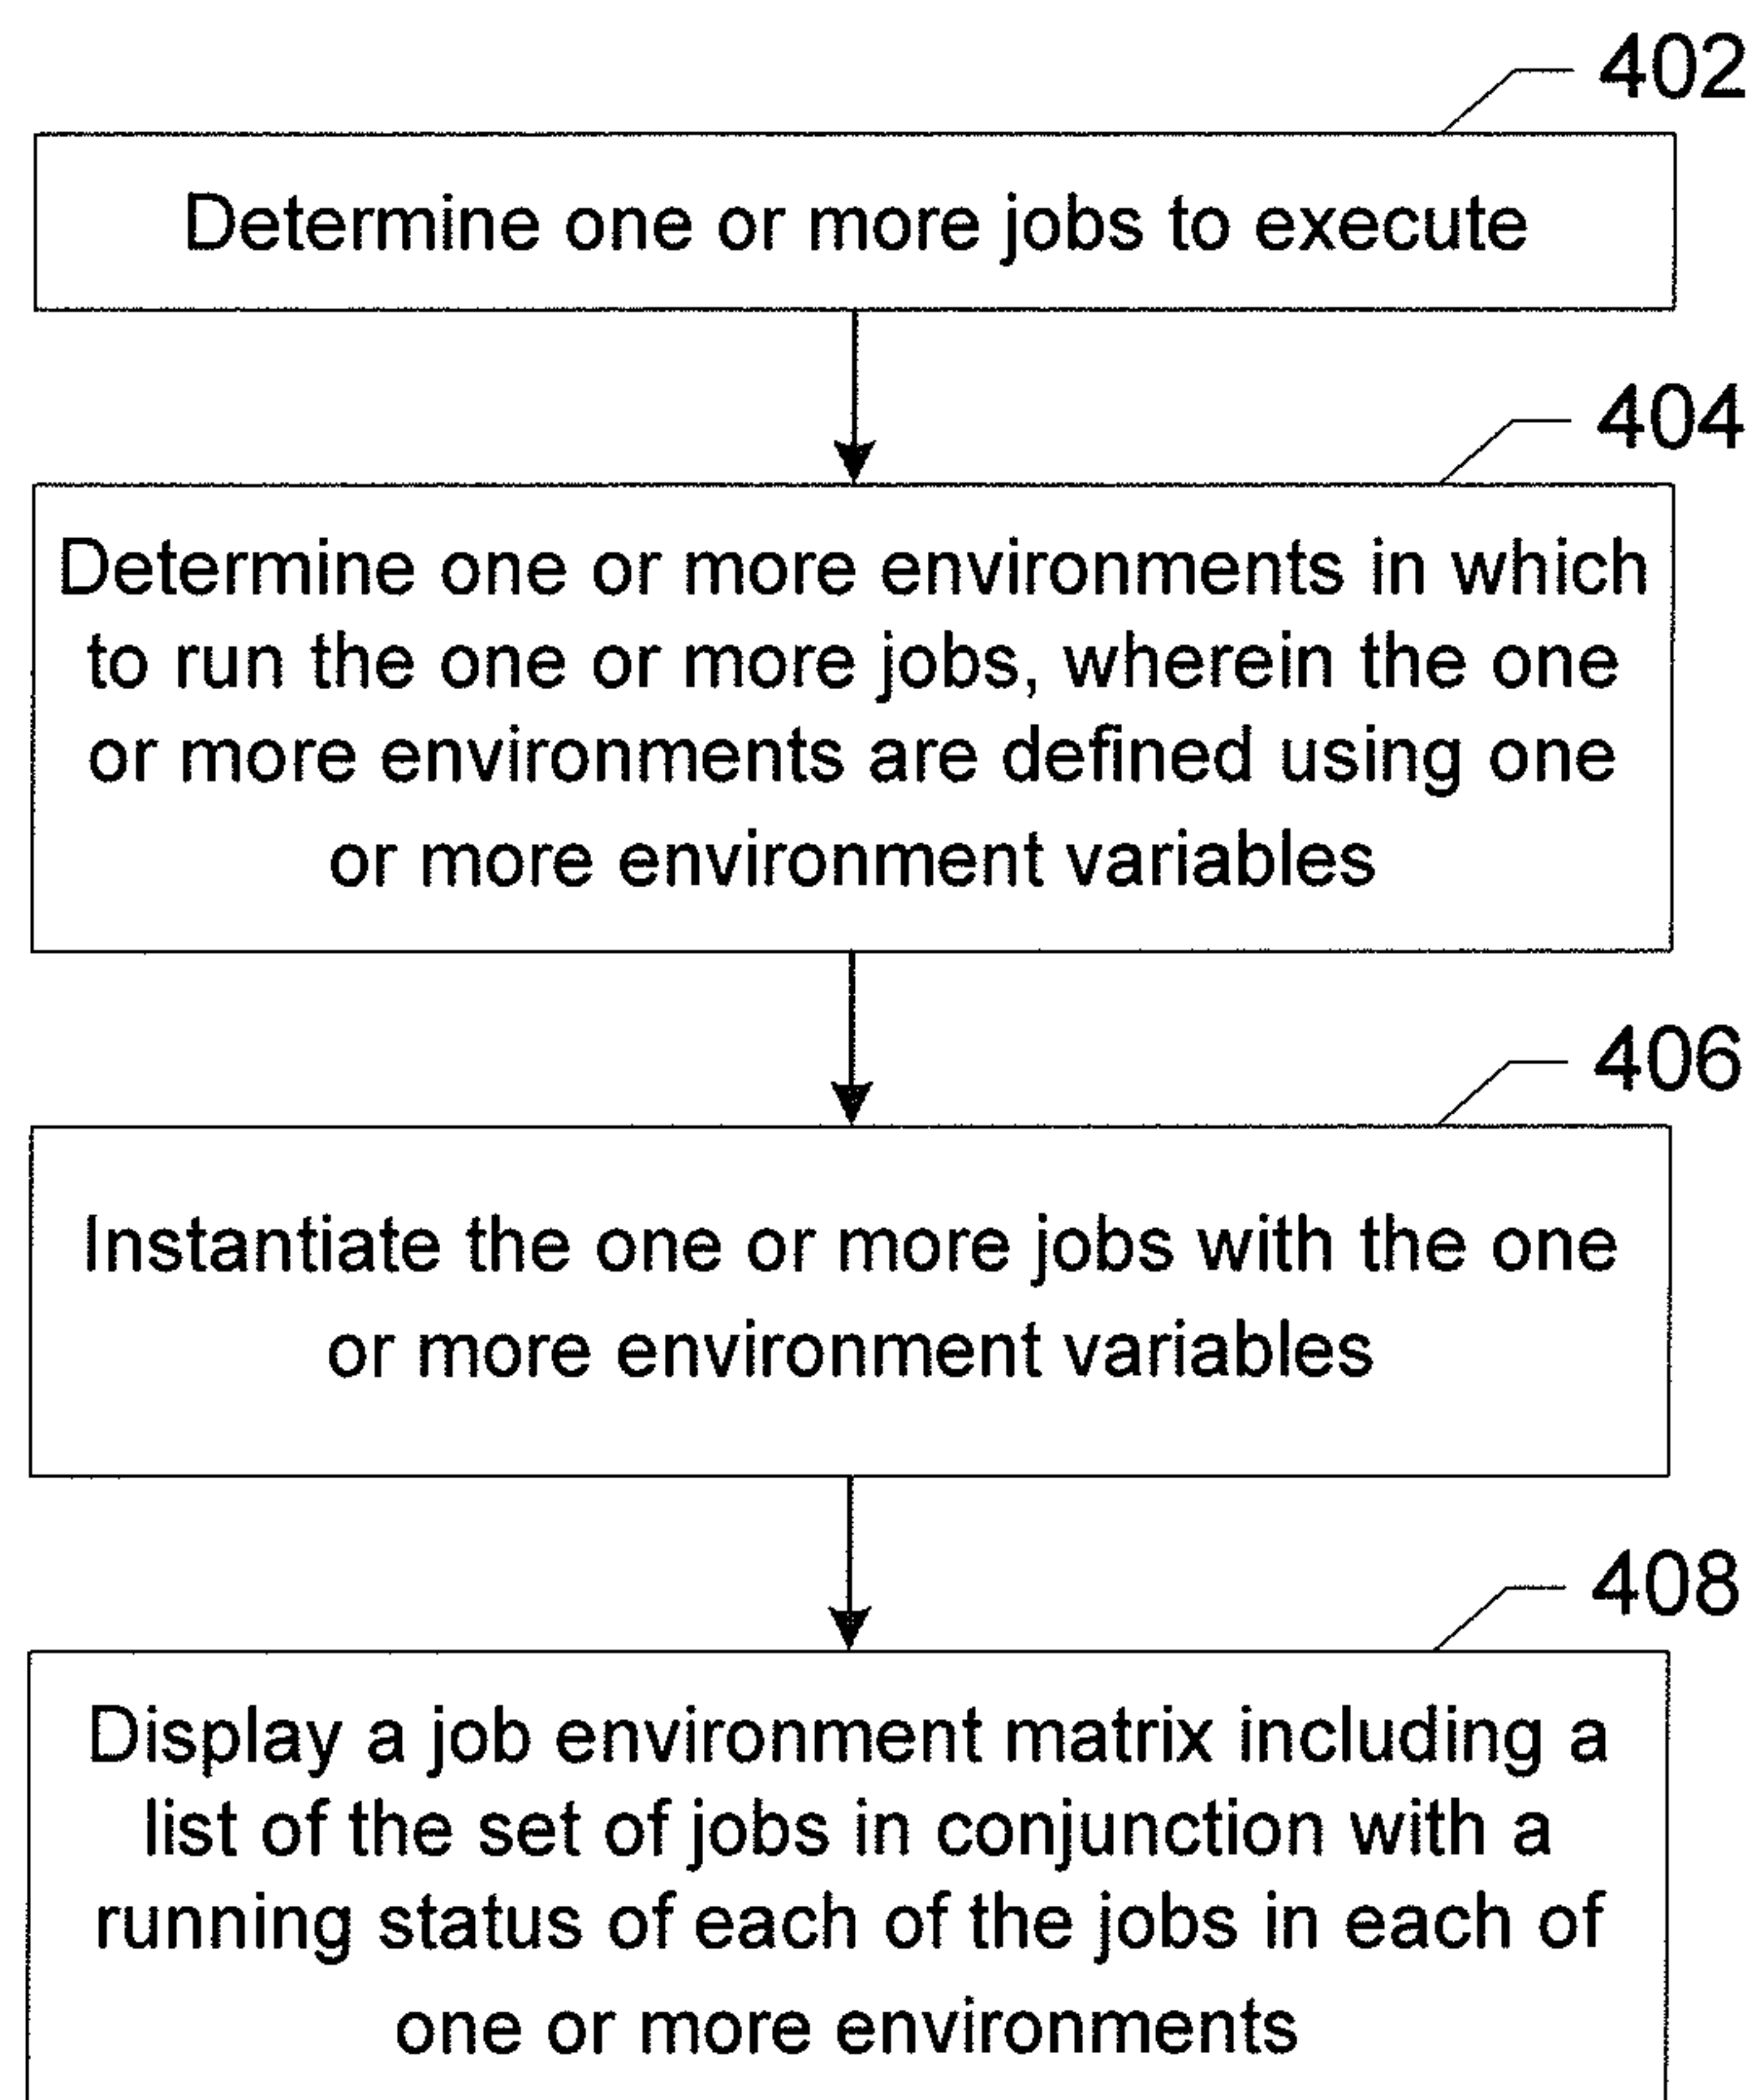 402
Determine one or more jobs to execute
404
Determine one or more environments in which
to run the one or more jobs, wherein the one
or more environments are defined using one
or more environment variables
406
Instantiate the one or more jobs with the one
or more environment variables
408
Display a job environment matrix including a
list of the set of jobs in conjunction with a
running status of each of the jobs in each of
one or more environments